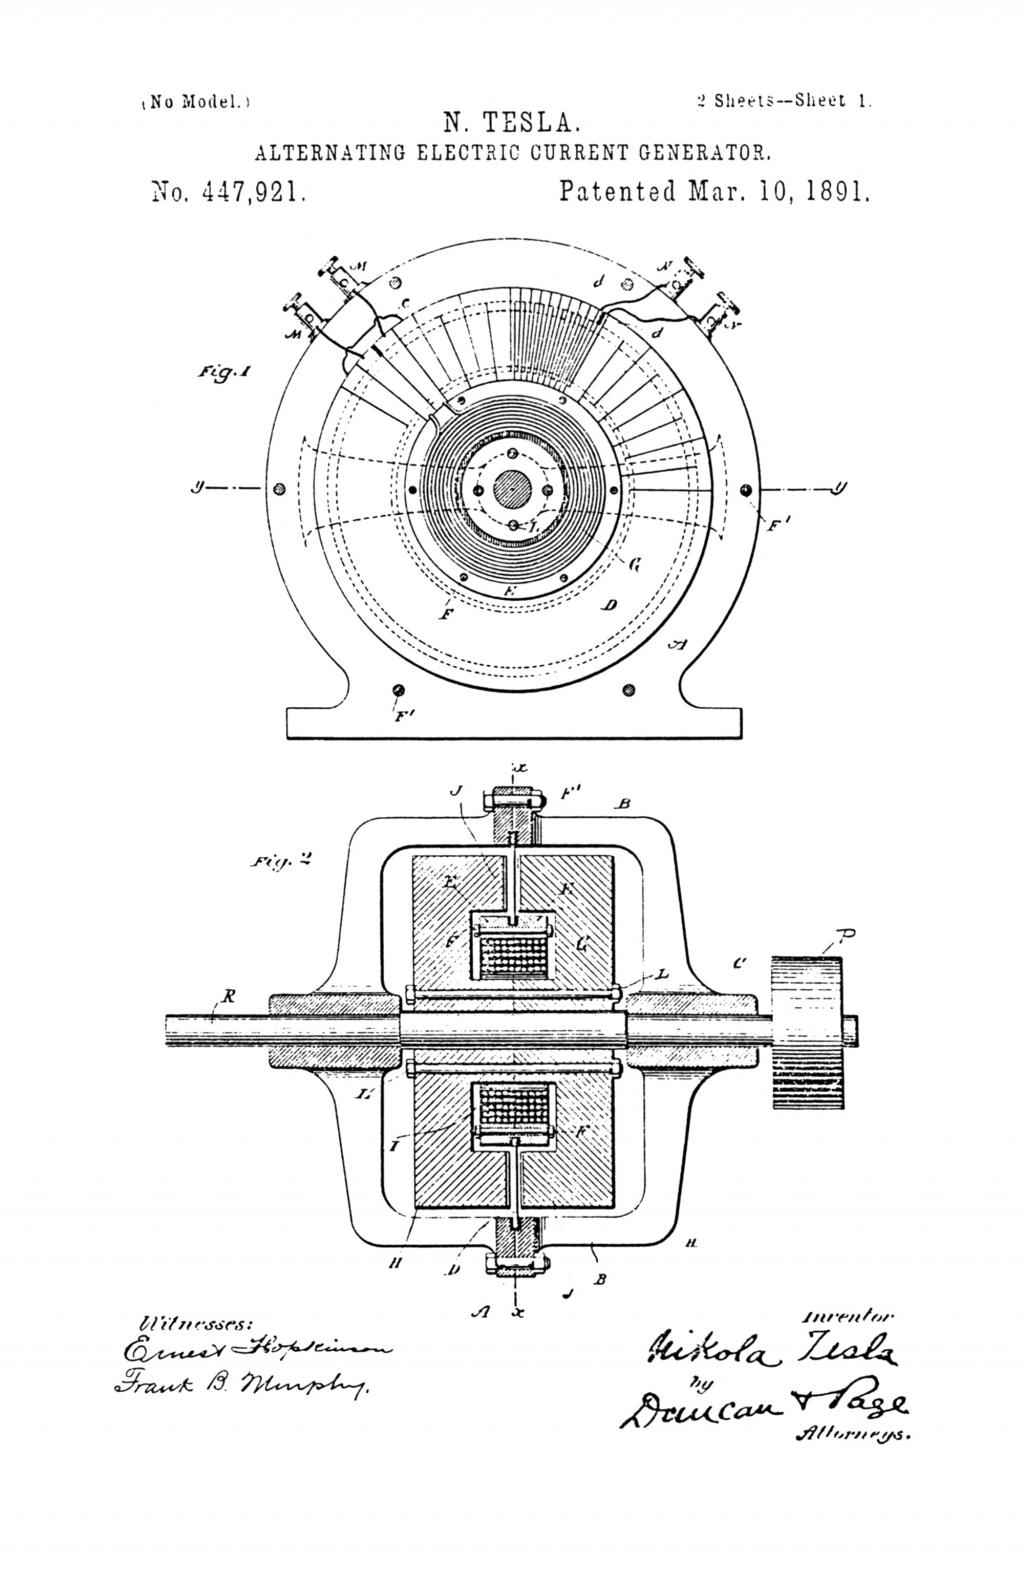 (No Model.)
2 Sheets--Sheet 1.
N. TESLA.
ALTERNATING ELECTRIC CURRENT GENERATOR.
No. 447,921.
Patented Mar. 10, 1891.
M
N
d
M
c
N
d
Fig. 1
y
y
F'
L
G
E
D
F
A
F'
x
J
F'
B
Fig. 2
E
E
F
G
P
L
C
R
L'
I
F
H
H
D
B
J
A
x
Witnesses:
Ernest Hopkinson
Frank B. Murphy.
Inventor
Nikola Tesla
by
Duncan & Page
Attorneys.